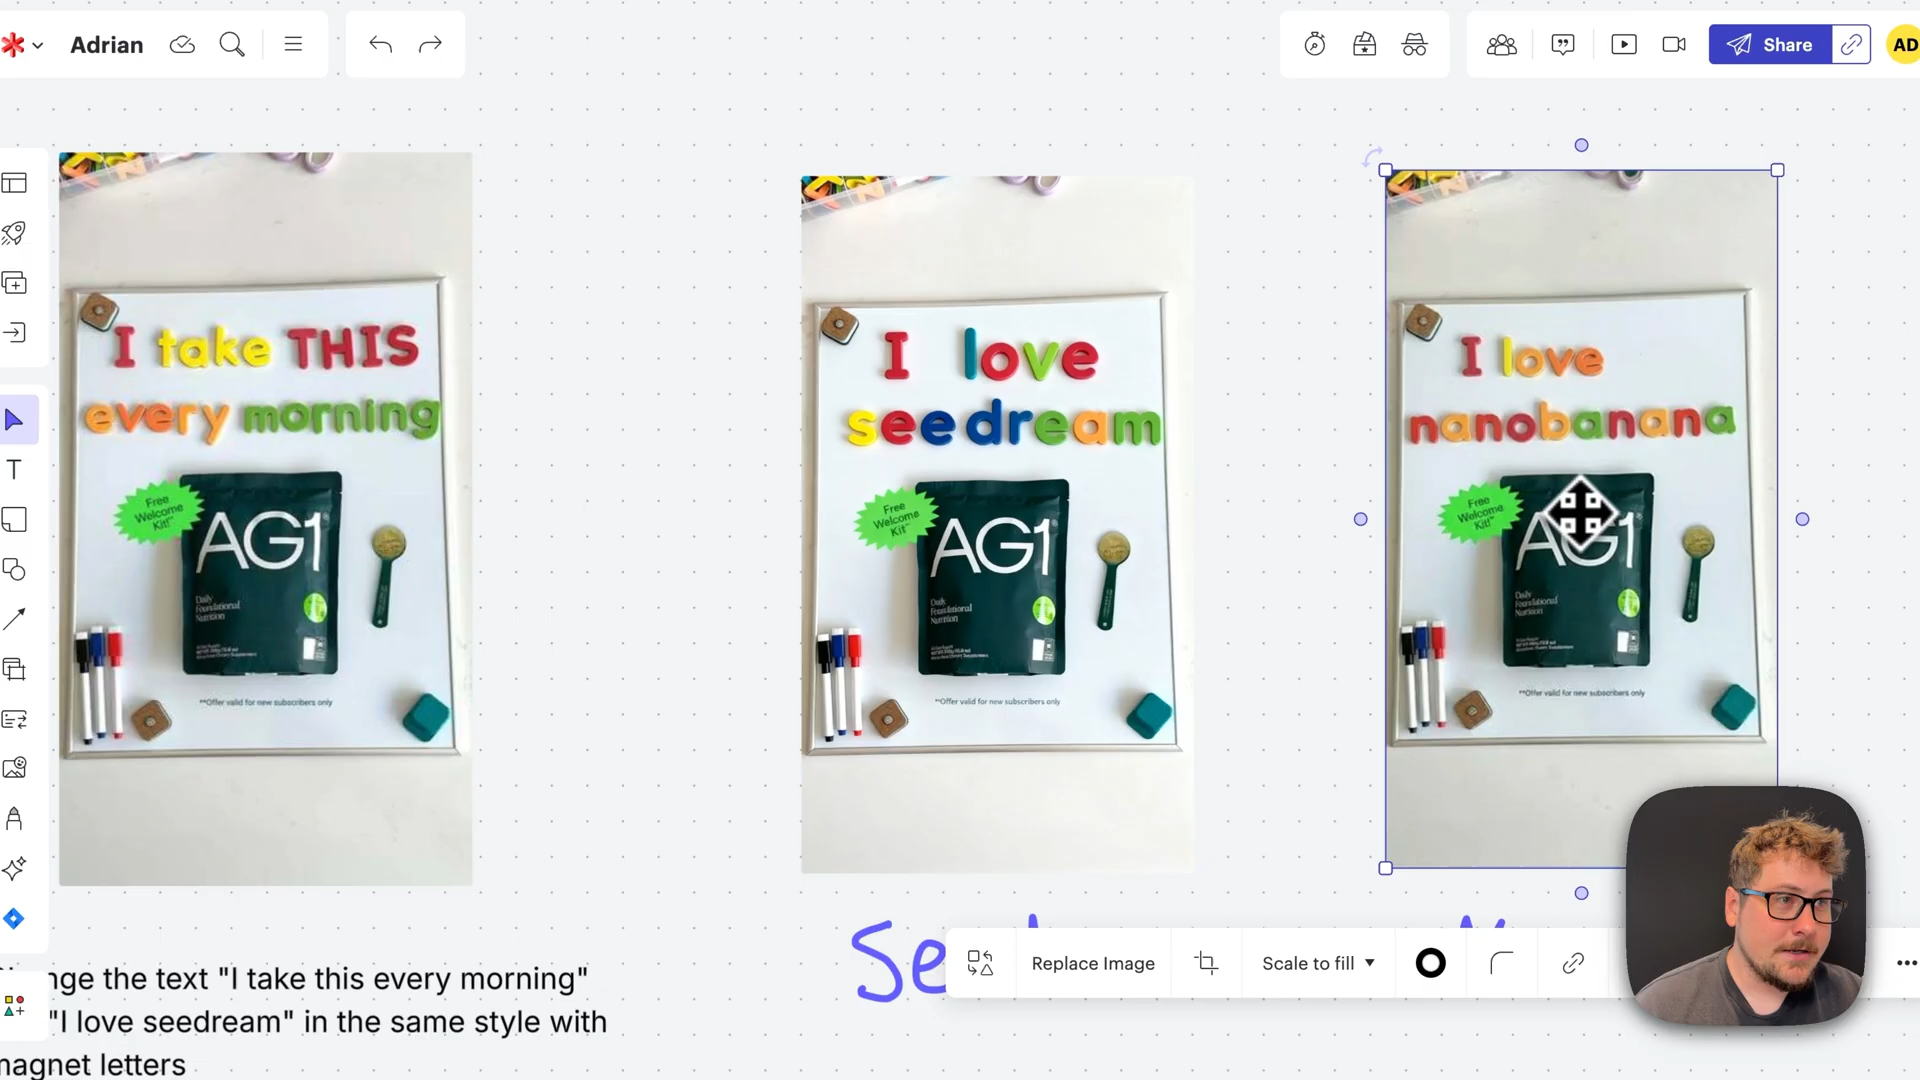 Adrian
Share
AD
I take THIS
every morning
Free
Welcome
Kit!
AG1
Daily
Foundational
Nutrition
**Offer valid for new subscribers only
I love
seedream
Free
Welcome
Kit
AG1
Daily
Foundational
Nutrition
**Offer valid for new subscribers only
I love
nanobanana
Free
Welcome
Kit!
AG1
Daily
Foundational
Nutrition
**Offer valid for new subscribers only
Replace Image
Scale to fill
nge the text "I take this every morning"
"I love seedream" in the same style with
magnet letters